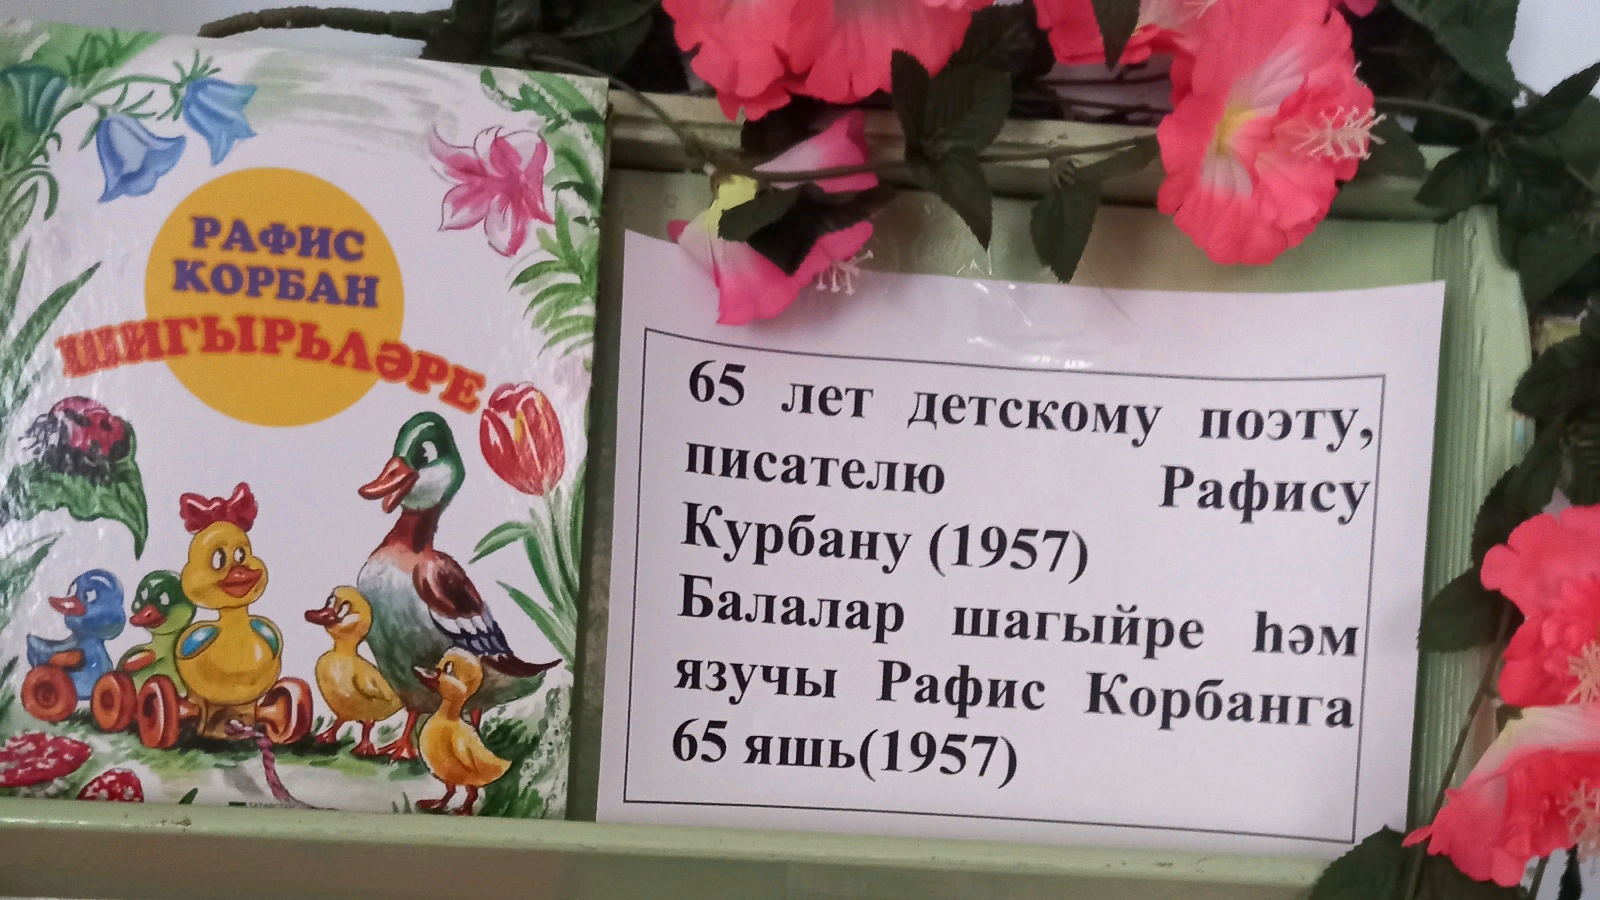 РАФИС
КОРБАН
ШИГЫРЬЛӘРЕ
65 лет детскому поэту,
писателю Рафису
Курбану (1957)
Балалар шагыйре һәм
язучы Рафис Корбанга
65 яшь(1957)